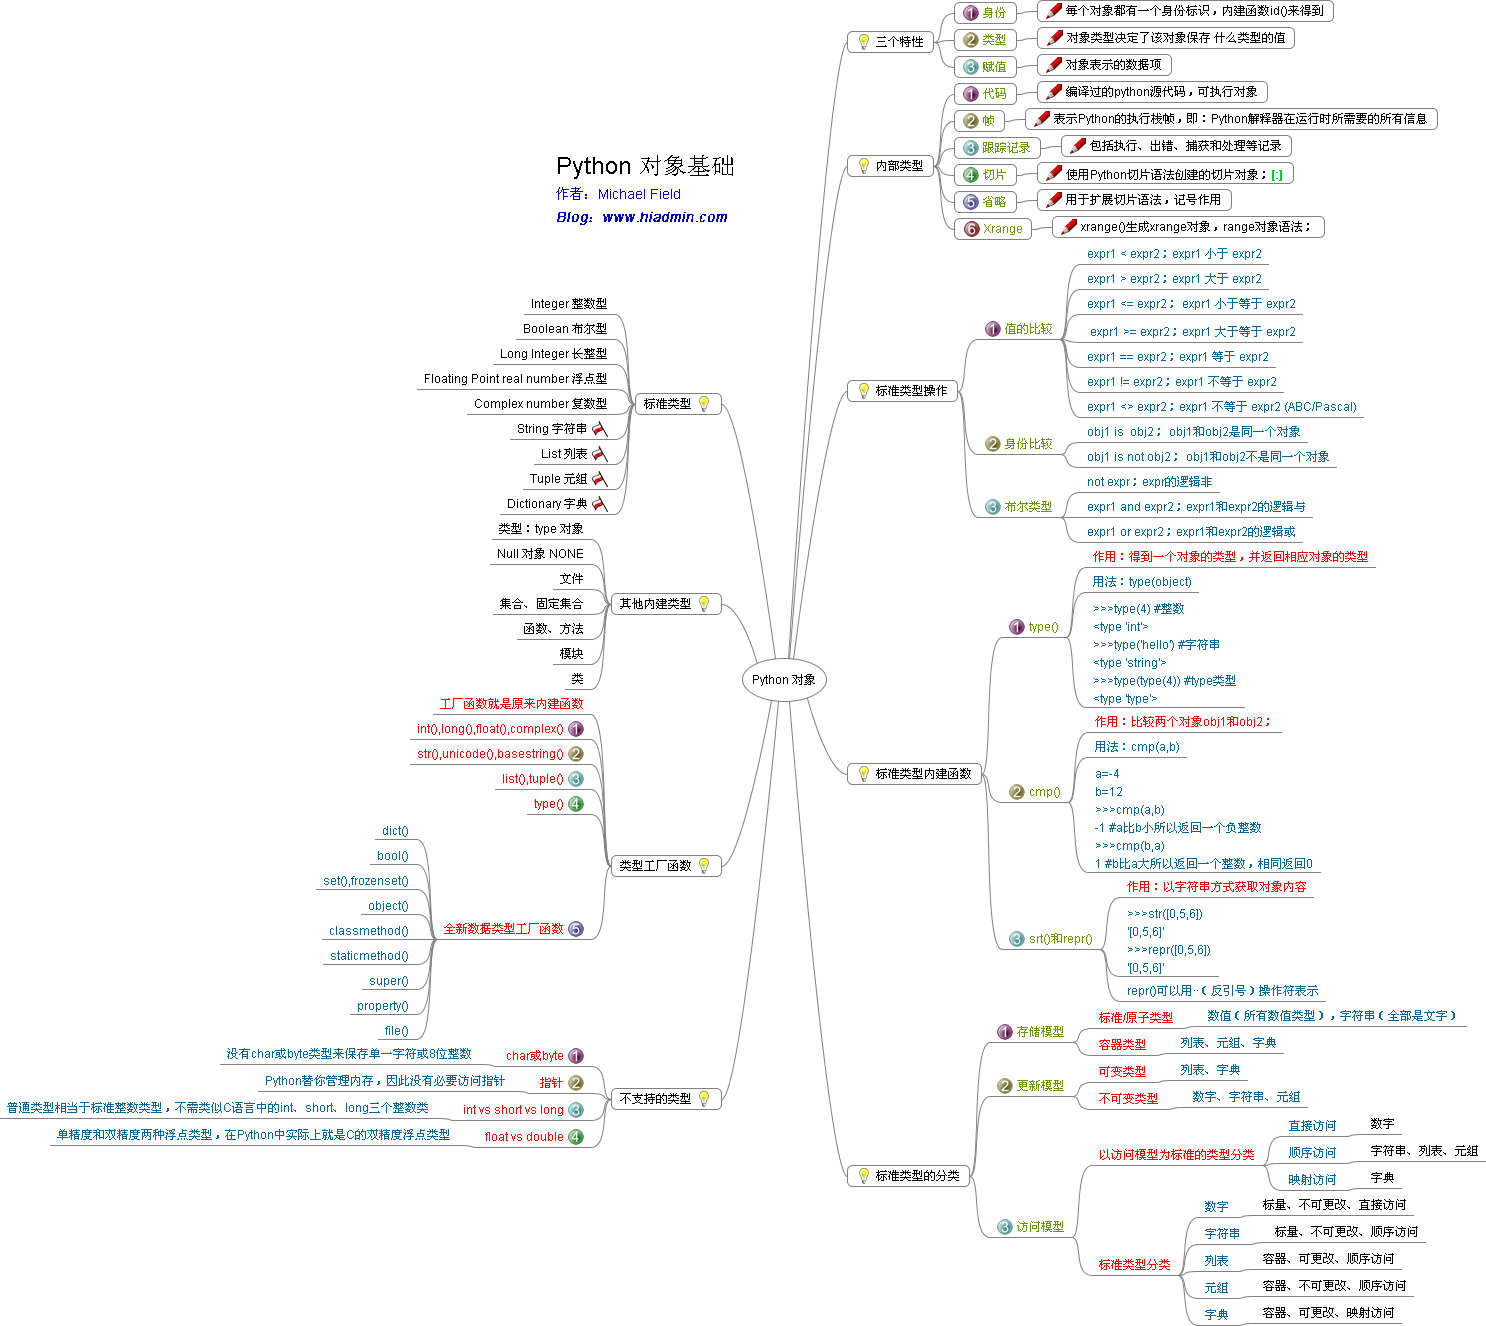 Python 对象基础
作者：Michael Field
Blog：www.hiadmin.com
Python 对象
三个特性
1 身份
每个对象都有一个身份标识，内建函数id()来得到
2 类型
对象类型决定了该对象保存 什么类型的值
3 赋值
对象表示的数据项
内部类型
1 代码
编译过的python源代码，可执行对象
2 帧
表示Python的执行栈帧，即：Python解释器在运行时所需要的所有信息
3 跟踪记录
包括执行、出错、捕获和处理等记录
4 切片
使用Python切片语法创建的切片对象；[:]
5 省略
用于扩展切片语法，记号作用
6 Xrange
xrange()生成xrange对象，range对象语法；
标准类型操作
1 值的比较
expr1 < expr2；expr1 小于 expr2
expr1 > expr2；expr1 大于 expr2
expr1 <= expr2； expr1 小于等于 expr2
expr1 >= expr2；expr1 大于等于 expr2
expr1 == expr2；expr1 等于 expr2
expr1 != expr2；expr1 不等于 expr2
expr1 <> expr2；expr1 不等于 expr2 (ABC/Pascal)
2 身份比较
obj1 is obj2； obj1和obj2是同一个对象
obj1 is not obj2； obj1和obj2不是同一个对象
3 布尔类型
not expr；expr的逻辑非
expr1 and expr2；expr1和expr2的逻辑与
expr1 or expr2；expr1和expr2的逻辑或
标准类型内建函数
1 type()
作用：得到一个对象的类型，并返回相应对象的类型
用法：type(object)
>>>type(4) #整数
<type 'int'>
>>>type('hello') #字符串
<type 'string'>
>>>type(type(4)) #type类型
<type 'type'>
2 cmp()
作用：比较两个对象obj1和obj2；
用法：cmp(a,b)
a=-4
b=12
>>>cmp(a,b)
-1 #a比b小所以返回一个负整数
>>>cmp(b,a)
1 #b比a大所以返回一个整数，相同返回0
3 srt()和repr()
作用：以字符串方式获取对象内容
>>>str([0,5,6])
'[0,5,6]'
>>>repr([0,5,6])
'[0,5,6]'
repr()可以用··（反引号）操作符表示
标准类型的分类
1 存储模型
标准/原子类型
数值（所有数值类型），字符串（全部是文字）
容器类型
列表、元组、字典
2 更新模型
可变类型
列表、字典
不可变类型
数字、字符串、元组
3 访问模型
以访问模型为标准的类型分类
直接访问
数字
顺序访问
字符串、列表、元组
映射访问
字典
标准类型分类
数字
标量、不可更改、直接访问
字符串
标量、不可更改、顺序访问
列表
容器、可更改、顺序访问
元组
容器、不可更改、顺序访问
字典
容器、可更改、映射访问
标准类型
Integer 整数型
Boolean 布尔型
Long Integer 长整型
Floating Point real number 浮点型
Complex number 复数型
String 字符串
List 列表
Tuple 元组
Dictionary 字典
其他内建类型
类型：type 对象
Null 对象 NONE
文件
集合、固定集合
函数、方法
模块
类
类型工厂函数
工厂函数就是原来内建函数
int(),long(),float(),complex() 1
str(),unicode(),basestring() 2
list(),tuple() 3
type() 4
全新数据类型工厂函数 5
dict()
bool()
set(),frozenset()
object()
classmethod()
staticmethod()
super()
property()
file()
不支持的类型
char或byte 1
没有char或byte类型来保存单一字符或8位整数
指针 2
Python替你管理内存，因此没有必要访问指针
int vs short vs long 3
普通类型相当于标准整数类型，不需类似C语言中的int、short、long三个整数类
float vs double 4
单精度和双精度两种浮点类型，在Python中实际上就是C的双精度浮点类型